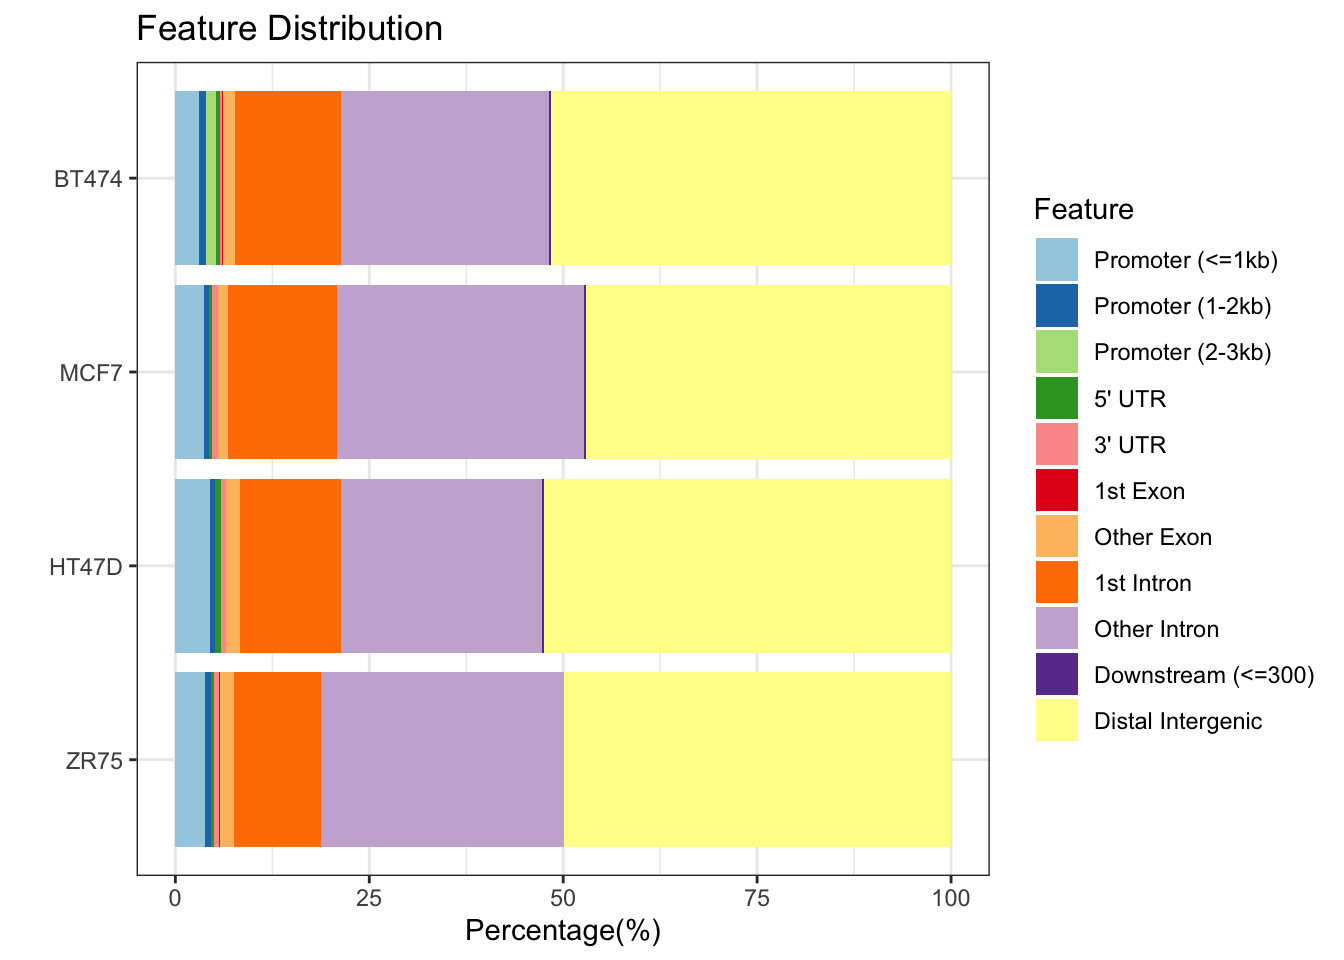 Feature Distribution
BT474
MCF7
HT47D
ZR75
0 25 50 75 100
Percentage(%)
Feature
Promoter (<=1kb)
Promoter (1-2kb)
Promoter (2-3kb)
5' UTR
3' UTR
1st Exon
Other Exon
1st Intron
Other Intron
Downstream (<=300)
Distal Intergenic